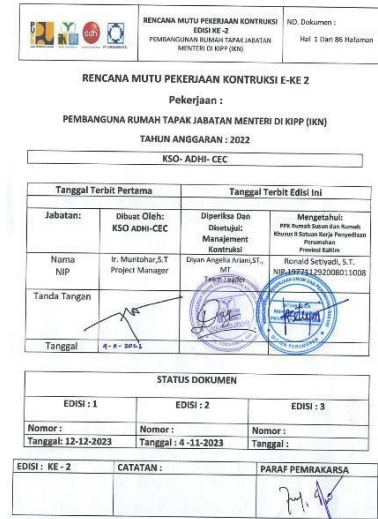 adhi
RENCANA MUTU PEKERJAAN KONTRUKSI
EDISI KE -2
PEMBANGUNAN RUMAH TAPAK JABATAN
MENTERI DI KIPP (IKN)
NO. Dokumen :
Hal 1 Dari 86 Halaman
RENCANA MUTU PEKERJAAN KONTRUKSI E-KE 2
Pekerjaan :
PEMBANGUNA RUMAH TAPAK JABATAN MENTERI DI KIPP (IKN)
TAHUN ANGGARAN : 2022
KSO- ADHI- CEC
Tanggal Terbit Pertama
Tanggal Terbit Edisi Ini
Jabatan:
Dibuat Oleh:
KSO ADHI-CEC
Diperiksa Dan
Disetujui:
Manajement
Kontruksi
Mengetahui:
PPK Rumah Susun dan Rumah
Khusus II Satuan Kerja Penyediaan
Perumahan
Provinsi Kaltim
Nama
NIP
Ir. Muntohar,S.T
Project Manager
Diyan Angelia Ariani,ST.,
MT
Team Leader
Ronald Setiyadi, S.T.
NIP.197711292008011008
Tanda Tangan
Tanggal
STATUS DOKUMEN
EDISI : 1
EDISI : 2
EDISI : 3
Nomor :
Nomor :
Nomor :
Tanggal: 12-12-2023
Tanggal : 4 -11-2023
Tanggal :
EDISI : KE - 2
CATATAN :
PARAF PEMRAKARSA